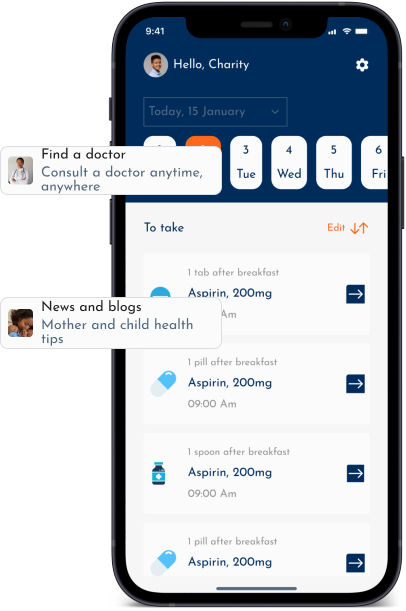 9:41
Hello, Charity
Today, 15 January
3 4 5 6
Tue Wed Thu Fri
Find a doctor
Consult a doctor anytime,
anywhere
To take
Edit
1 tab after breakfast
Aspirin, 200mg
Am
News and blogs
Mother and child health
tips
1 pill after breakfast
Aspirin, 200mg
09:00 Am
1 spoon after breakfast
Aspirin, 200mg
09:00 Am
1 pill after breakfast
Aspirin, 200mg